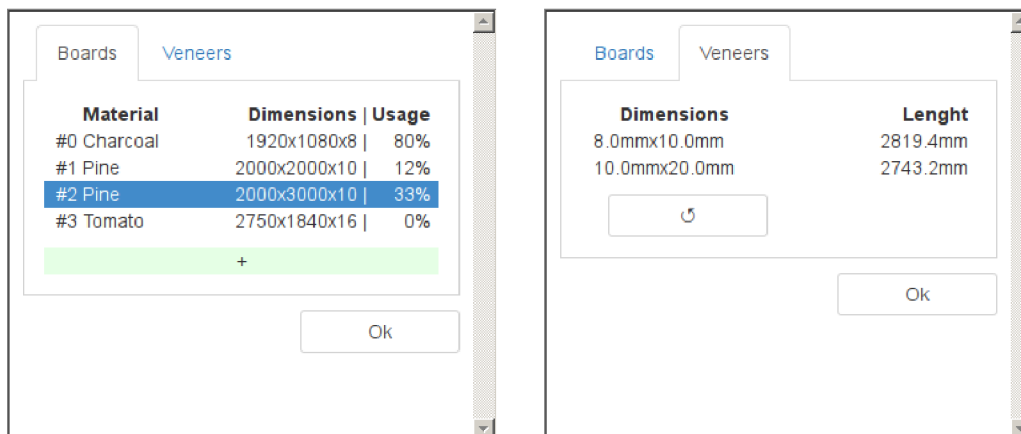 Boards Veneers
Material Dimensions | Usage
#0 Charcoal 1920x1080x8 | 80%
#1 Pine 2000x2000x10 | 12%
#2 Pine 2000x3000x10 | 33%
#3 Tomato 2750x1840x16 | 0%
+
Ok
Boards Veneers
Dimensions Lenght
8.0mmx10.0mm 2819.4mm
10.0mmx20.0mm 2743.2mm
↺
Ok